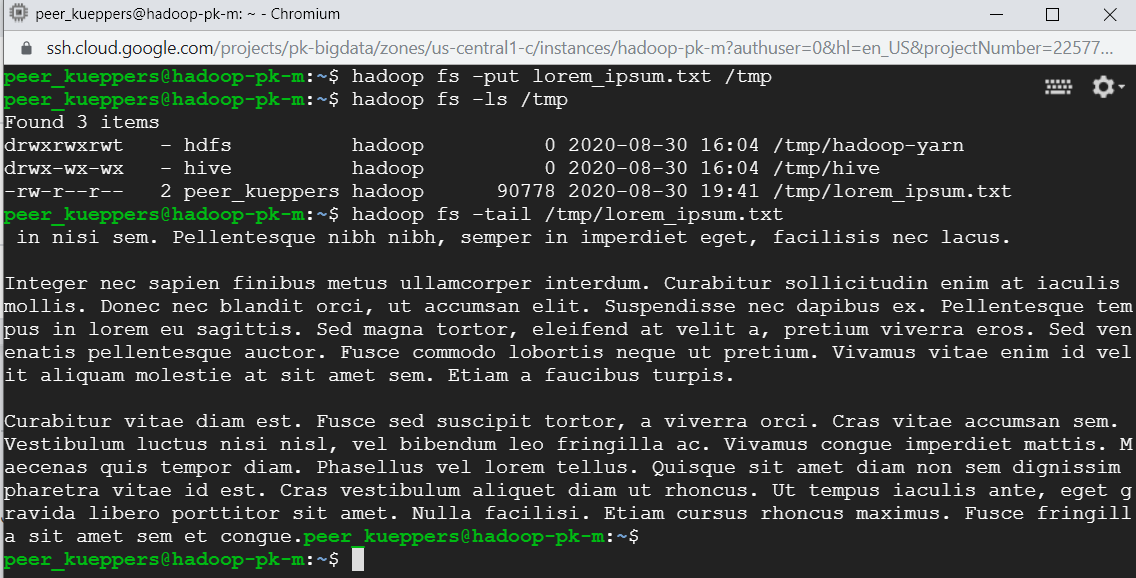 peer_kueppers@hadoop-pk-m: ~ - Chromium
ssh.cloud.google.com/projects/pk-bigdata/zones/us-central1-c/instances/hadoop-pk-m?authuser=0&hl=en_US&projectNumber=22577...
peer_kueppers@hadoop-pk-m:~$ hadoop fs -put lorem_ipsum.txt /tmp
peer_kueppers@hadoop-pk-m:~$ hadoop fs -ls /tmp
Found 3 items
drwxrwxrwt   - hdfs          hadoop          0 2020-08-30 16:04 /tmp/hadoop-yarn
drwx-wx-wx   - hive          hadoop          0 2020-08-30 16:04 /tmp/hive
-rw-r--r--   2 peer_kueppers hadoop      90778 2020-08-30 19:41 /tmp/lorem_ipsum.txt
peer_kueppers@hadoop-pk-m:~$ hadoop fs -tail /tmp/lorem_ipsum.txt
 in nisi sem. Pellentesque nibh nibh, semper in imperdiet eget, facilisis nec lacus.

Integer nec sapien finibus metus ullamcorper interdum. Curabitur sollicitudin enim at iaculis
mollis. Donec nec blandit orci, ut accumsan elit. Suspendisse nec dapibus ex. Pellentesque tem
pus in lorem eu sagittis. Sed magna tortor, eleifend at velit a, pretium viverra eros. Sed ven
enatis pellentesque auctor. Fusce commodo lobortis neque ut pretium. Vivamus vitae enim id vel
it aliquam molestie at sit amet sem. Etiam a faucibus turpis.

Curabitur vitae diam est. Fusce sed suscipit tortor, a viverra orci. Cras vitae accumsan sem.
Vestibulum luctus nisi nisl, vel bibendum leo fringilla ac. Vivamus congue imperdiet mattis. M
aecenas quis tempor diam. Phasellus vel lorem tellus. Quisque sit amet diam non sem dignissim
pharetra vitae id est. Cras vestibulum aliquet diam ut rhoncus. Ut tempus iaculis ante, eget g
ravida libero porttitor sit amet. Nulla facilisi. Etiam cursus rhoncus maximus. Fusce fringill
a sit amet sem et congue.peer_kueppers@hadoop-pk-m:~$
peer_kueppers@hadoop-pk-m:~$